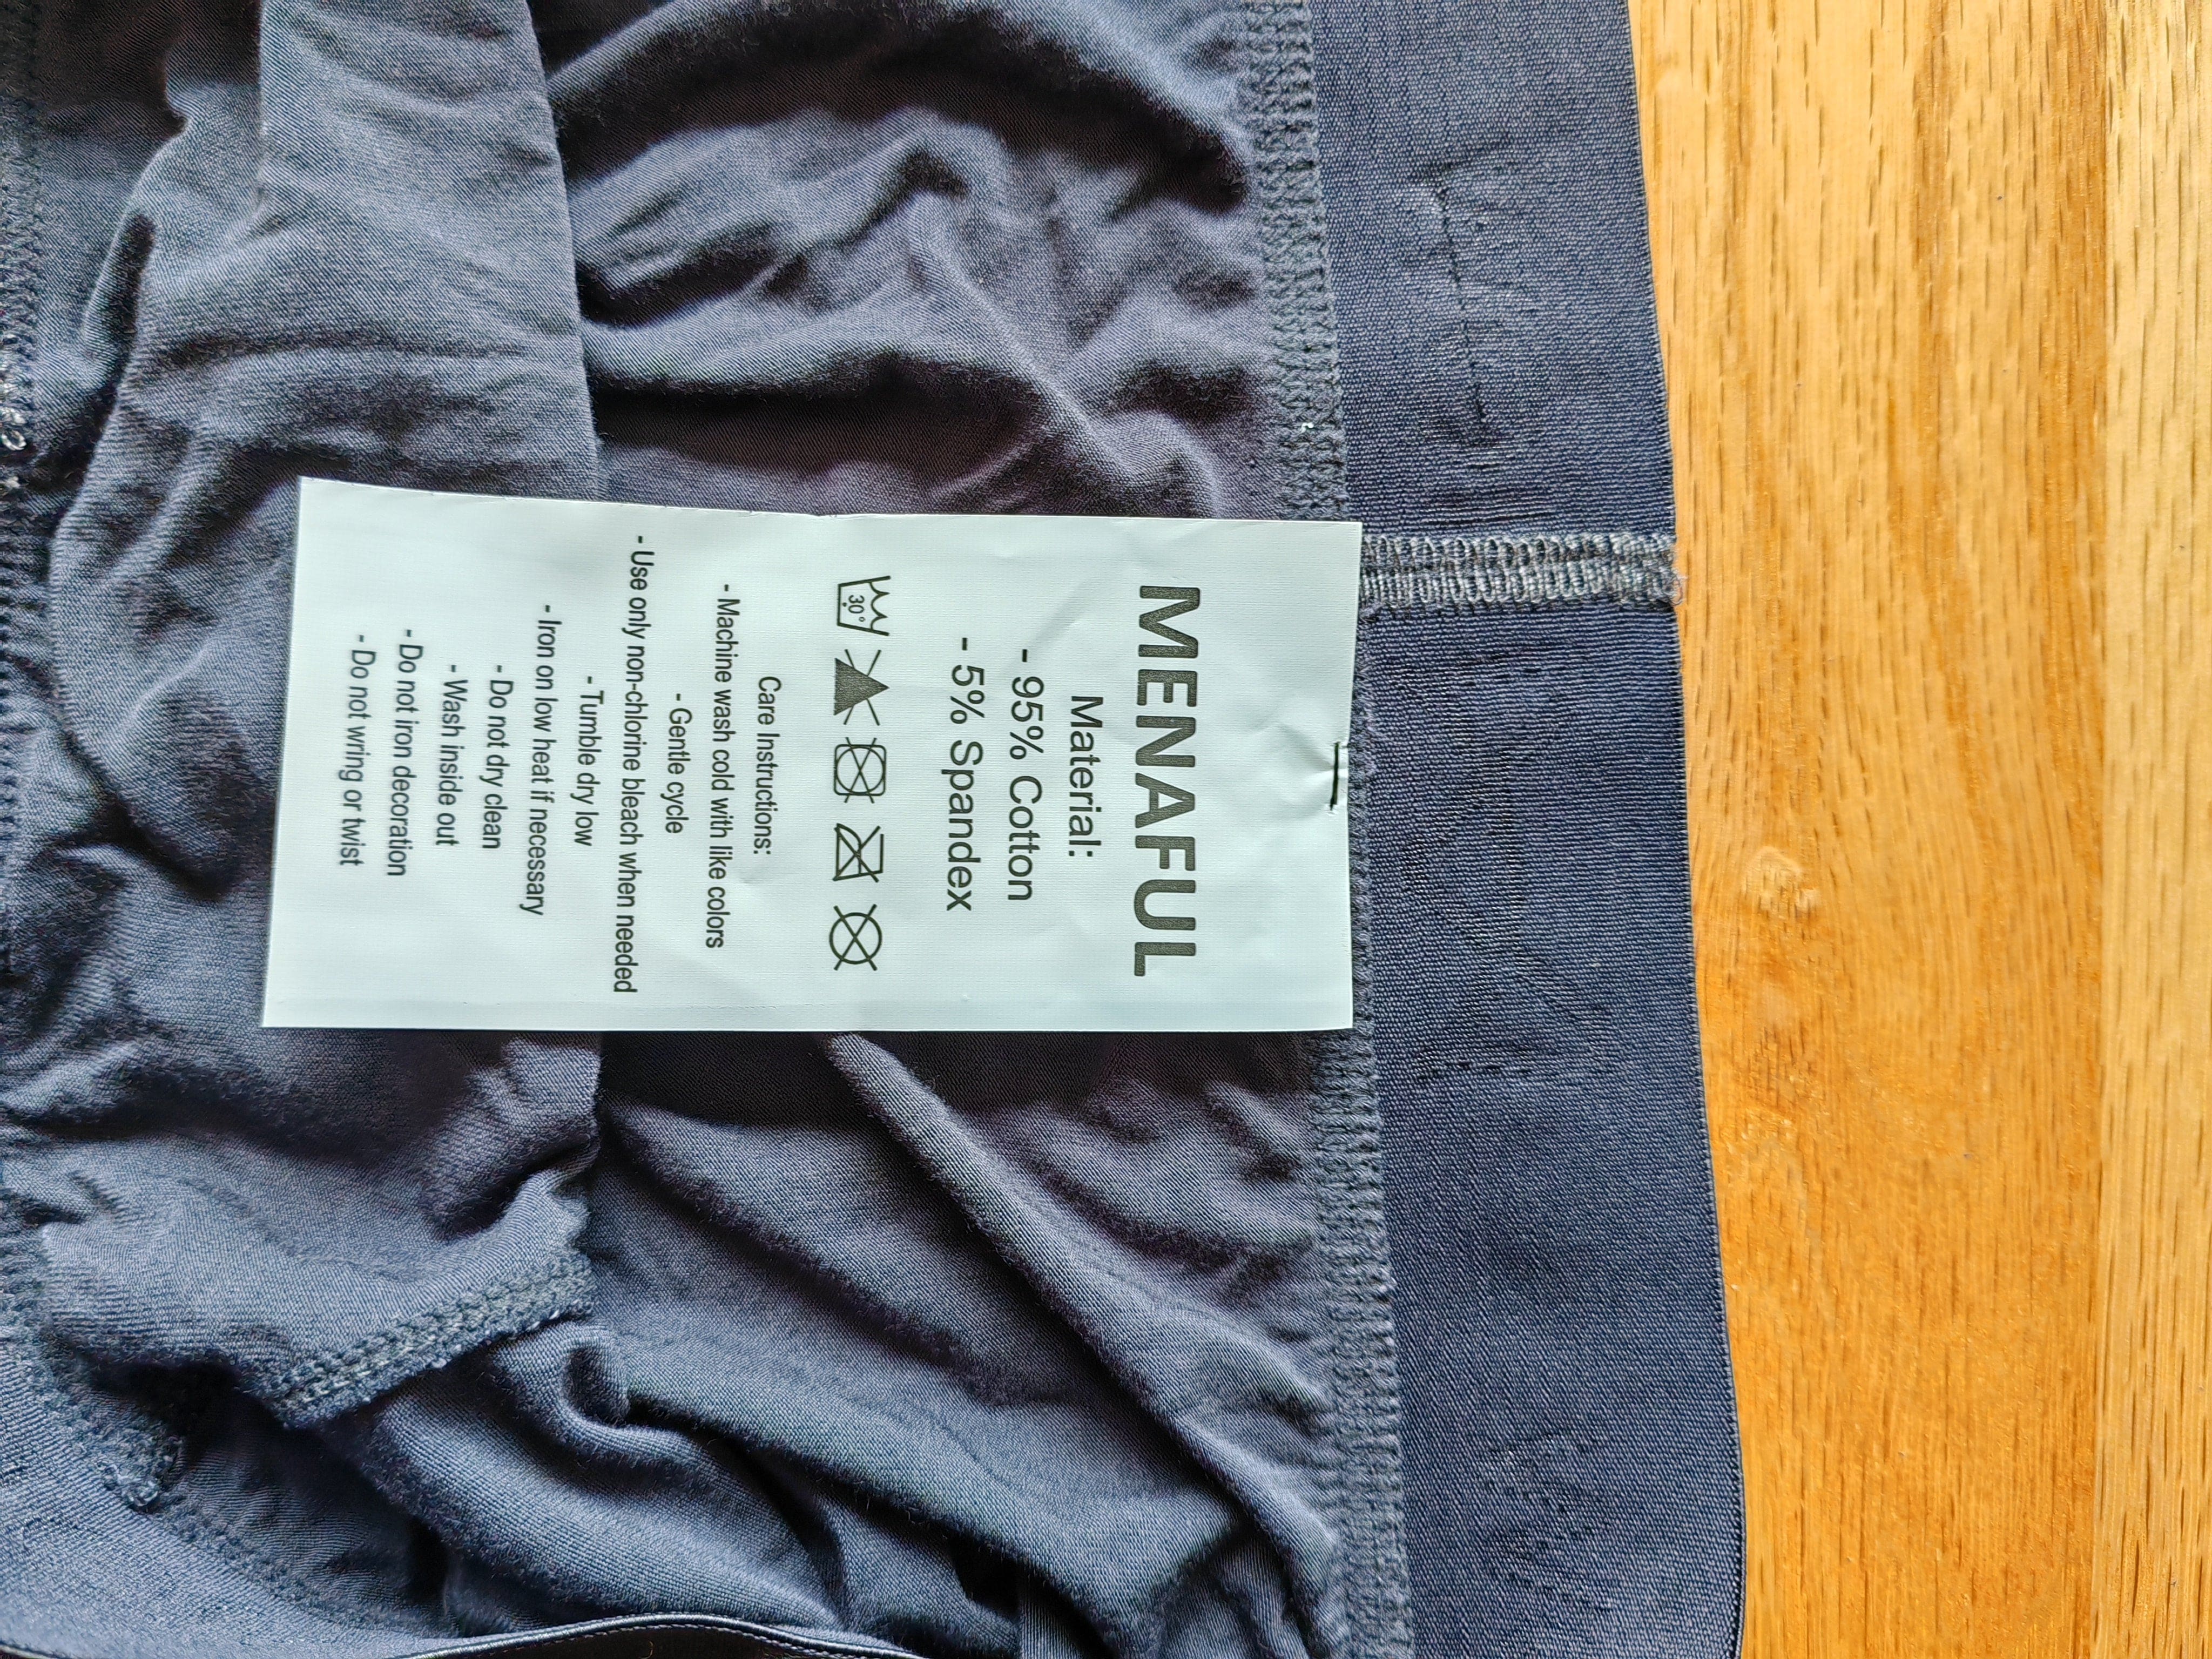 MENAFUL
Material:
- 95% Cotton
- 5% Spandex
30°
Care Instructions:
- Machine wash cold with like colors
- Gentle cycle
- Use only non-chlorine bleach when needed
- Tumble dry low
- Iron on low heat if necessary
- Do not dry clean
- Wash inside out
- Do not iron decoration
- Do not wring or twist